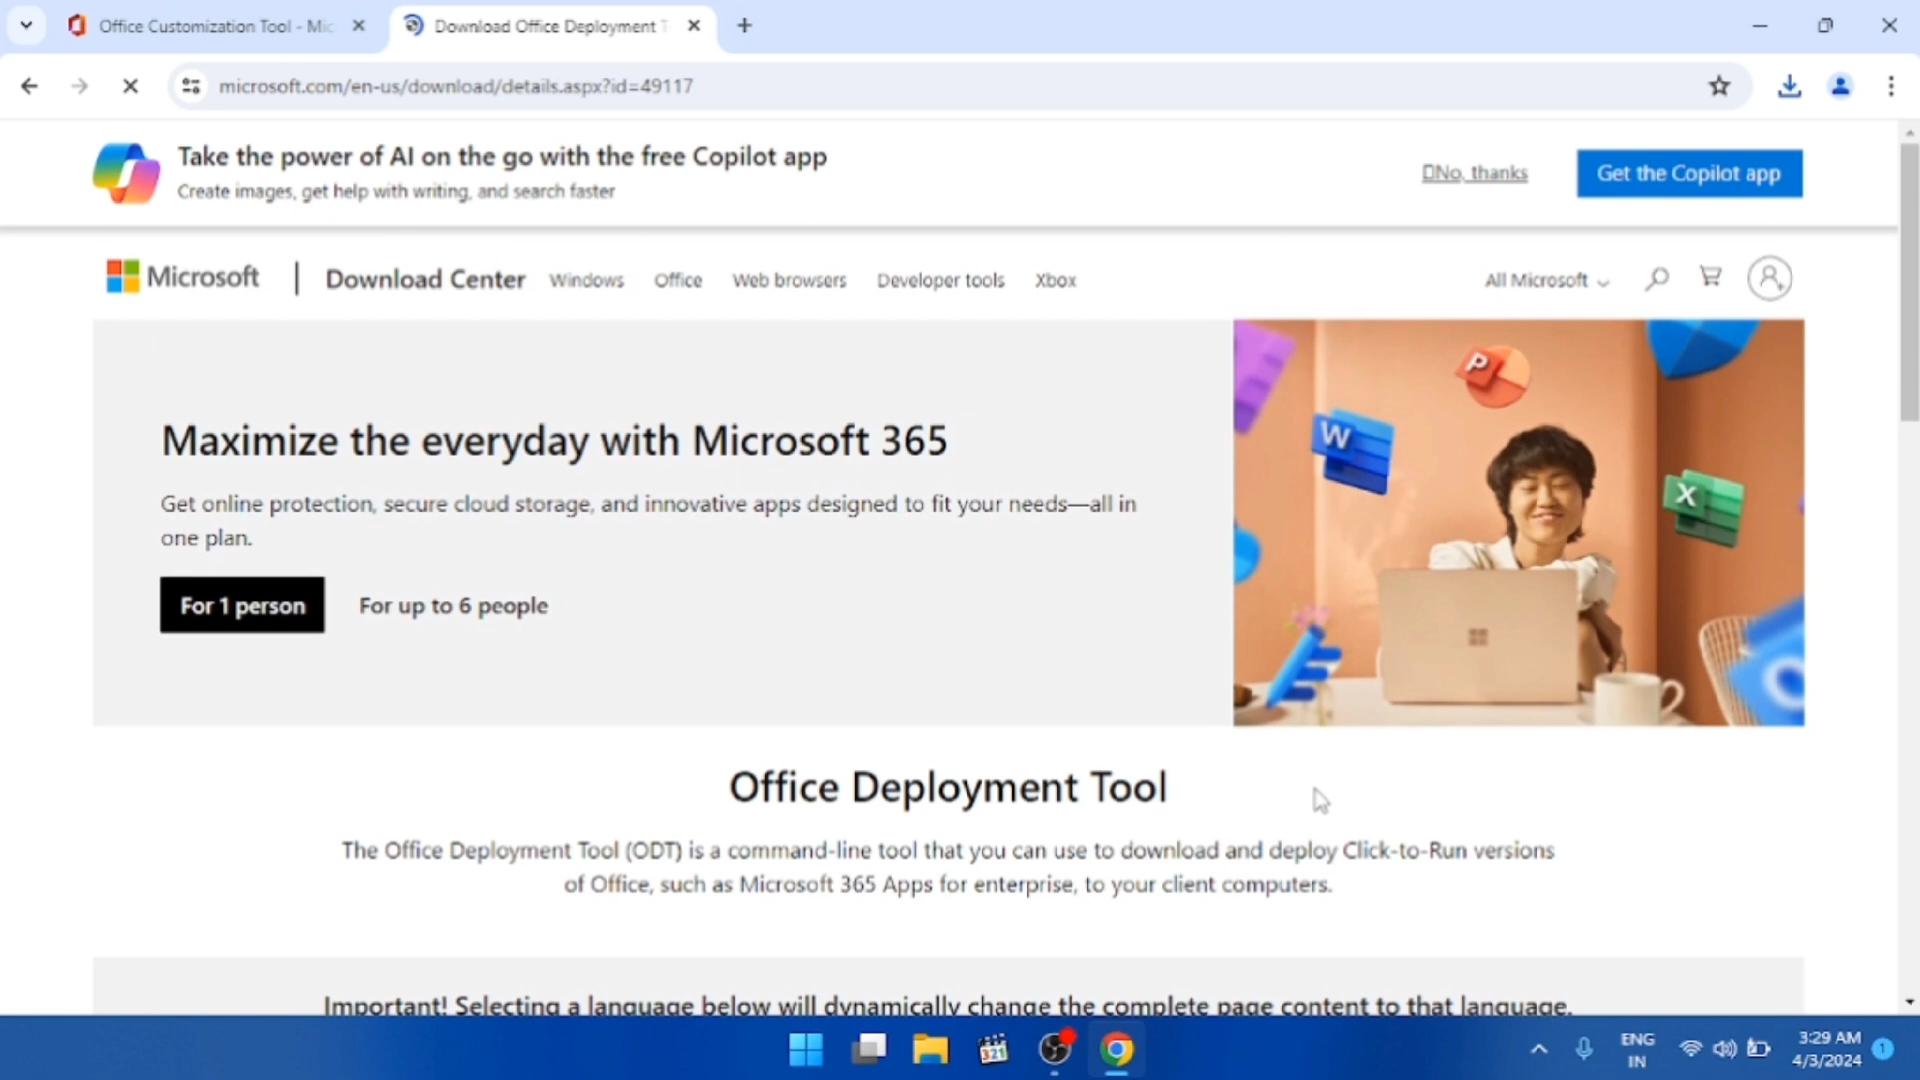 Office Customization Tool - Mic
Download Office Deployment T
microsoft.com/en-us/download/details.aspx?id=49117
Take the power of AI on the go with the free Copilot app
Create images, get help with writing, and search faster
No, thanks
Get the Copilot app
Microsoft
Download Center
Windows
Office
Web browsers
Developer tools
Xbox
All Microsoft
Maximize the everyday with Microsoft 365
Get online protection, secure cloud storage, and innovative apps designed to fit your needs—all in
one plan.
For 1 person
For up to 6 people
P
W
X
Office Deployment Tool
The Office Deployment Tool (ODT) is a command-line tool that you can use to download and deploy Click-to-Run versions
of Office, such as Microsoft 365 Apps for enterprise, to your client computers.
Important! Selecting a language below will dynamically change the complete page content to that language.
321
ENG
IN
3:29 AM
4/3/2024
1